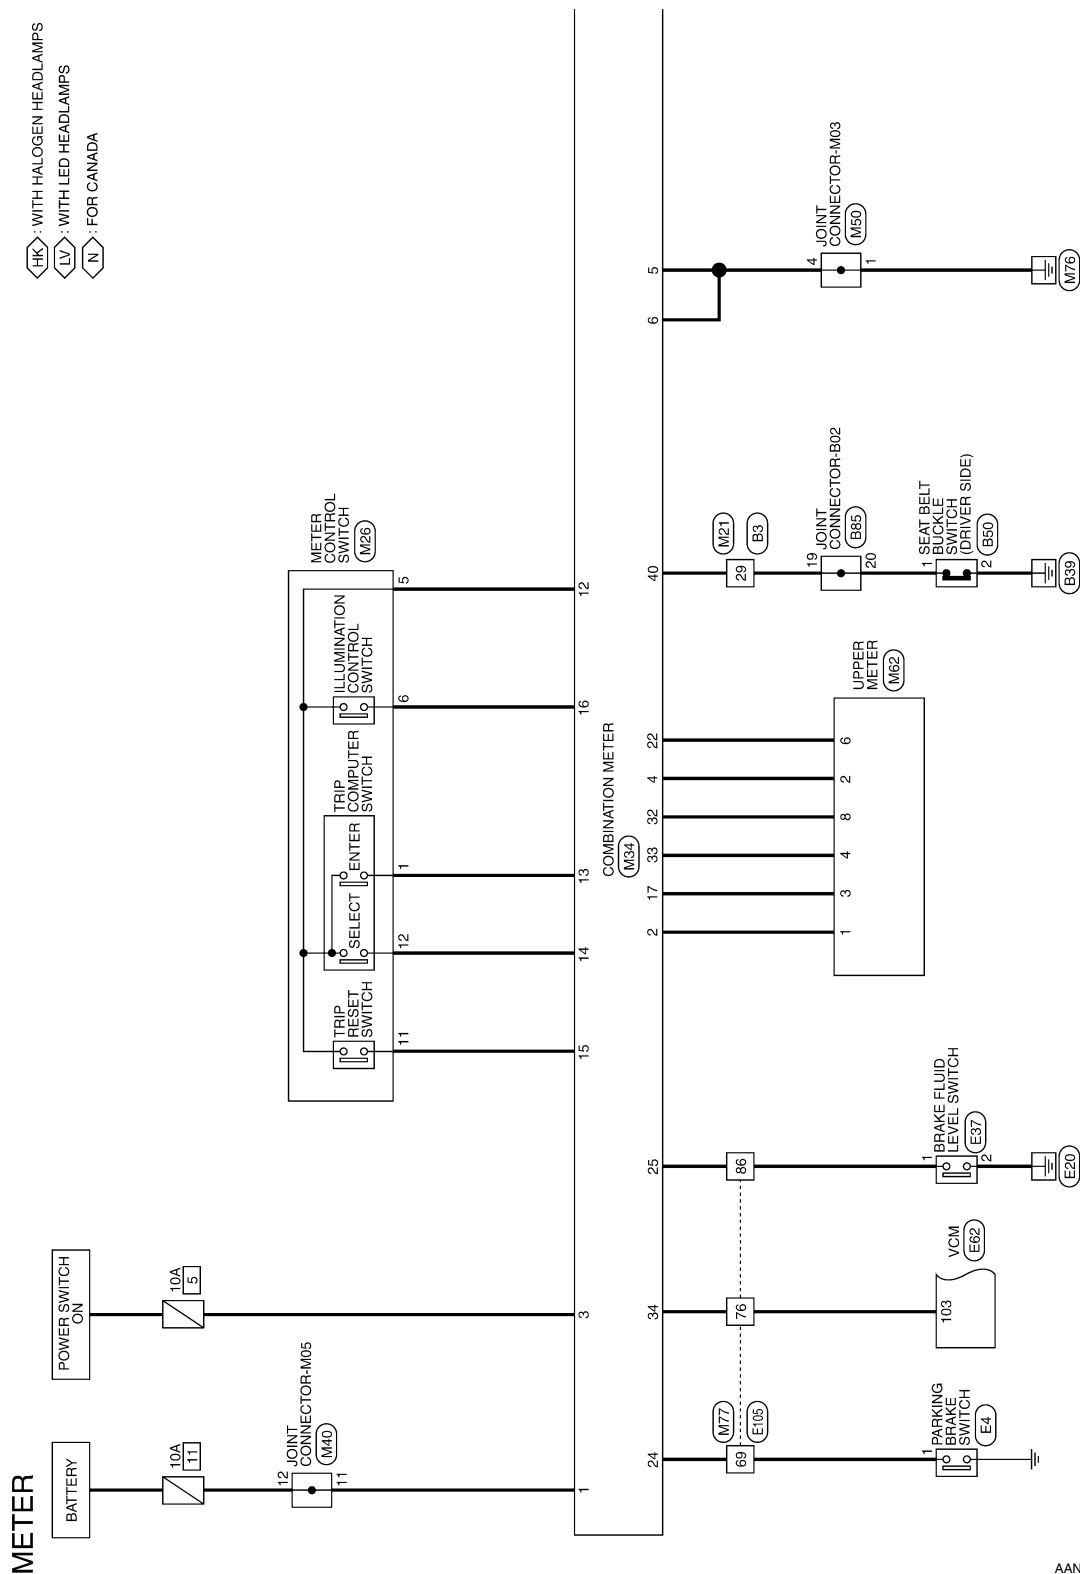 METER
HK : WITH HALOGEN HEADLAMPS
LV : WITH LED HEADLAMPS
N : FOR CANADA
BATTERY
10A
11
12
JOINT
CONNECTOR-M05
M40
11
1
POWER SWITCH
ON
10A
5
3
METER
CONTROL
SWITCH
M26
TRIP
RESET
SWITCH
11
15
SELECT
ENTER
TRIP
COMPUTER
SWITCH
12
14
1
13
ILLUMINATION
CONTROL
SWITCH
6
16
5
12
COMBINATION METER
M34
24
69
M77
E105
1
PARKING
BRAKE
SWITCH
E4
34
76
103
VCM
E62
25
86
1
BRAKE FLUID
LEVEL SWITCH
E37
2
E20
2
17
33
32
4
22
1
3
4
8
2
6
UPPER
METER
M62
40
29
M21
B3
19
JOINT
CONNECTOR-B02
B85
20
1
SEAT BELT
BUCKLE
SWITCH
(DRIVER SIDE)
B50
2
B39
6
5
4
JOINT
CONNECTOR-M03
M50
1
M76
AAN